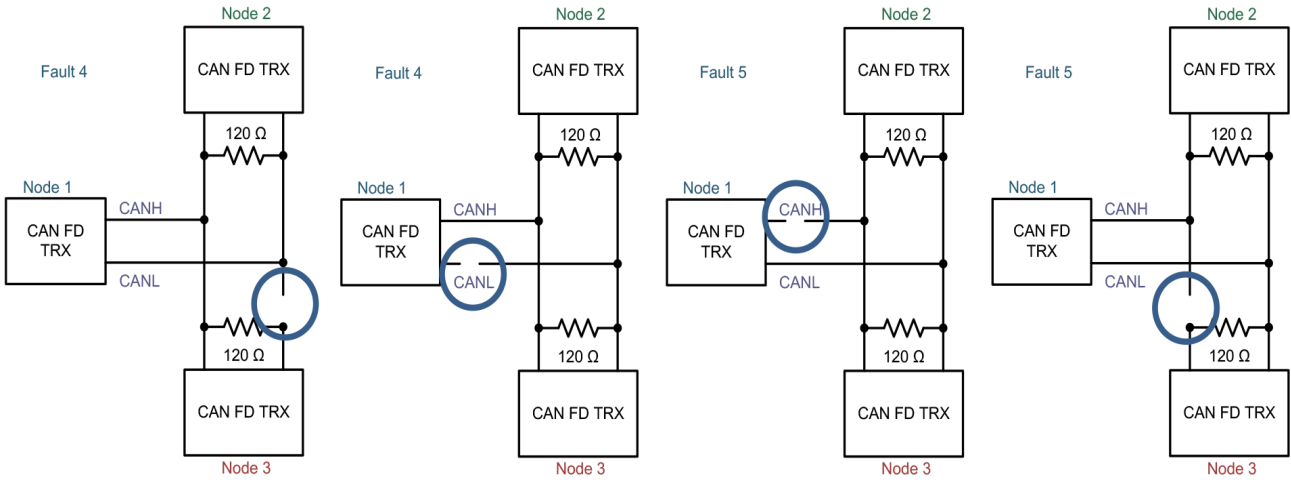 Node 2
CAN FD TRX
Fault 4
120 Ω
Node 1
CANH
CAN FD
TRX
CANL
120 Ω
CAN FD TRX
Node 3
Node 2
CAN FD TRX
Fault 4
120 Ω
Node 1
CANH
CAN FD
TRX
CANL
120 Ω
CAN FD TRX
Node 3
Node 2
CAN FD TRX
Fault 5
120 Ω
Node 1
CANH
CAN FD
TRX
CANL
120 Ω
CAN FD TRX
Node 3
Node 2
CAN FD TRX
Fault 5
120 Ω
Node 1
CANH
CAN FD
TRX
CANL
120 Ω
CAN FD TRX
Node 3